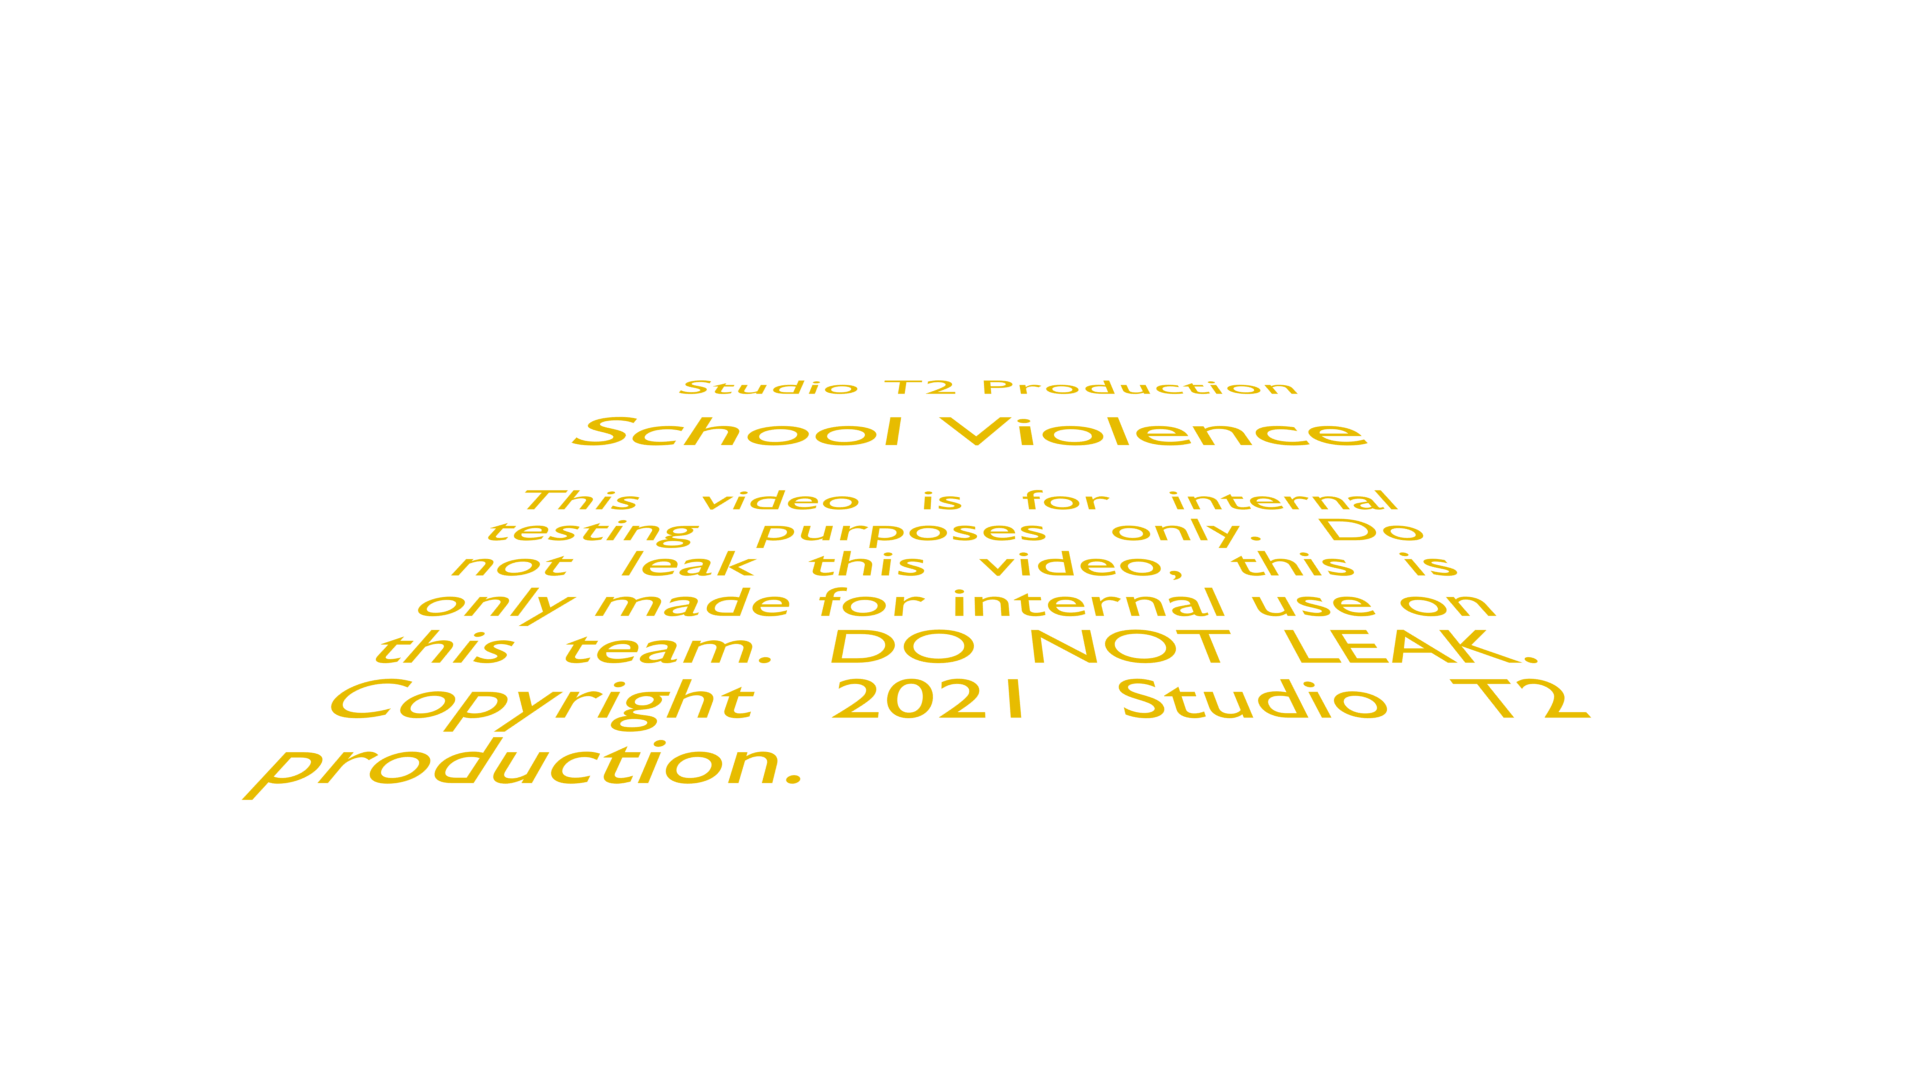 Studio T2 Production
School Violence
This video is for internal
testing purposes only. Do
not leak this video, this is
only made for internal use on
this team. DO NOT LEAK.
Copyright 2021 Studio T2
production.